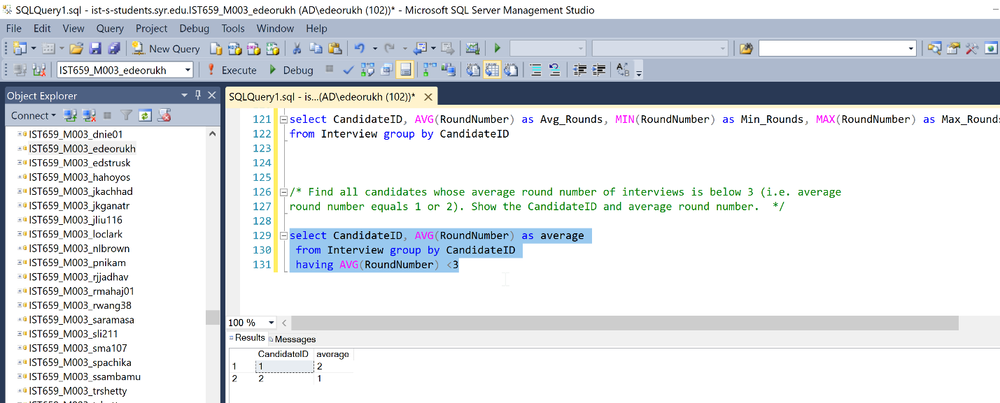 SQLQuery1.sql - ist-s-students.syr.edu.IST659_M003_edeorukh (AD\edeorukh (102))* - Microsoft SQL Server Management Studio
File Edit View Query Project Debug Tools Window Help
New Query
IST659_M003_edeorukh Execute Debug
Object Explorer
SQLQuery1.sql - is...(AD\edeorukh (102))*
Connect
IST659_M003_dnie01
IST659_M003_edeorukh
IST659_M003_edstrusk
IST659_M003_hahoyos
IST659_M003_jkachhad
IST659_M003_jkganatr
IST659_M003_jliu116
IST659_M003_loclark
IST659_M003_nlbrown
IST659_M003_pnikam
IST659_M003_rjjadhav
IST659_M003_rmahaj01
IST659_M003_rwang38
IST659_M003_saramasa
IST659_M003_sli211
IST659_M003_sma107
IST659_M003_spachika
IST659_M003_ssambamu
IST659_M003_trshetty
121 select CandidateID, AVG(RoundNumber) as Avg_Rounds, MIN(RoundNumber) as Min_Rounds, MAX(RoundNumber) as Max_Round
122 from Interview group by CandidateID
123
124
125
126 /* Find all candidates whose average round number of interviews is below 3 (i.e. average
127 round number equals 1 or 2). Show the CandidateID and average round number. */
128
129 select CandidateID, AVG(RoundNumber) as average
130 from Interview group by CandidateID
131 having AVG(RoundNumber) <3
100 %
Results Messages
CandidateID average
1 1 2
2 2 1